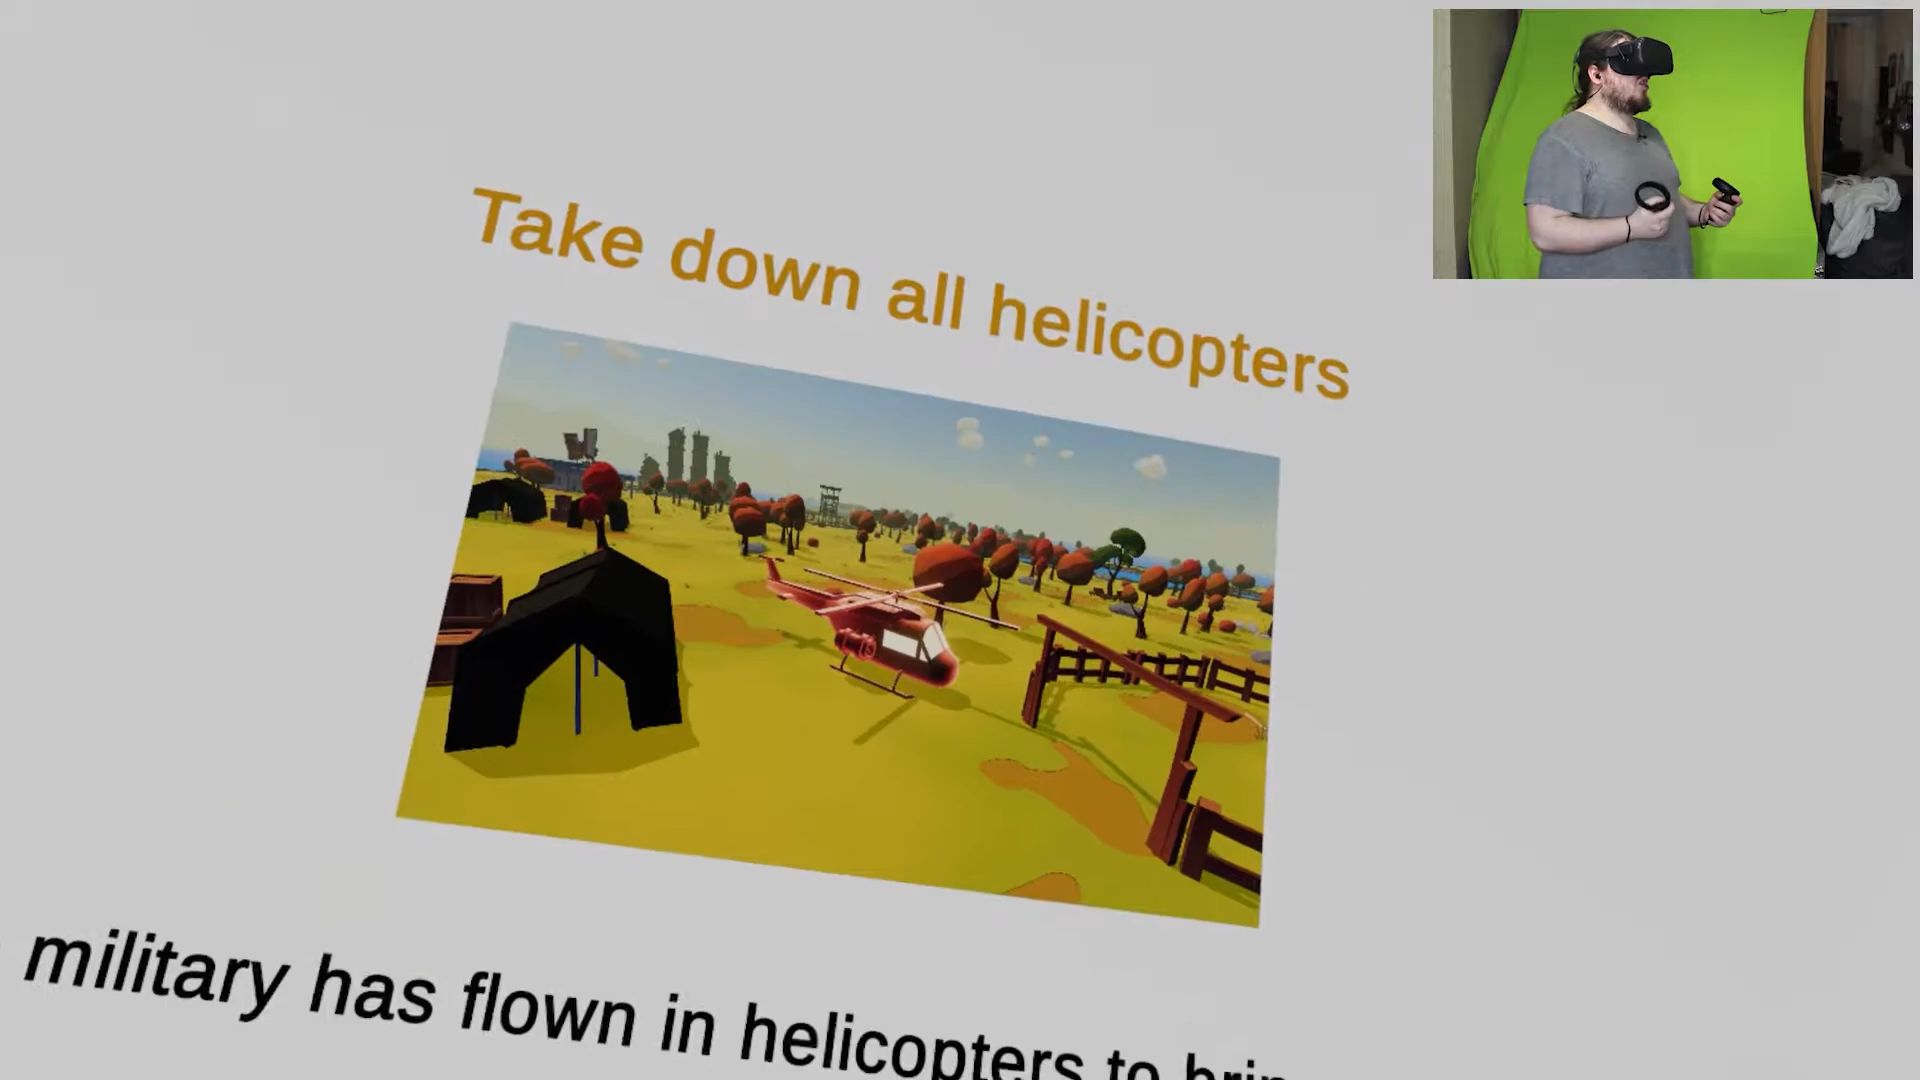 Take down all helicopters
military has flown in helicopters to